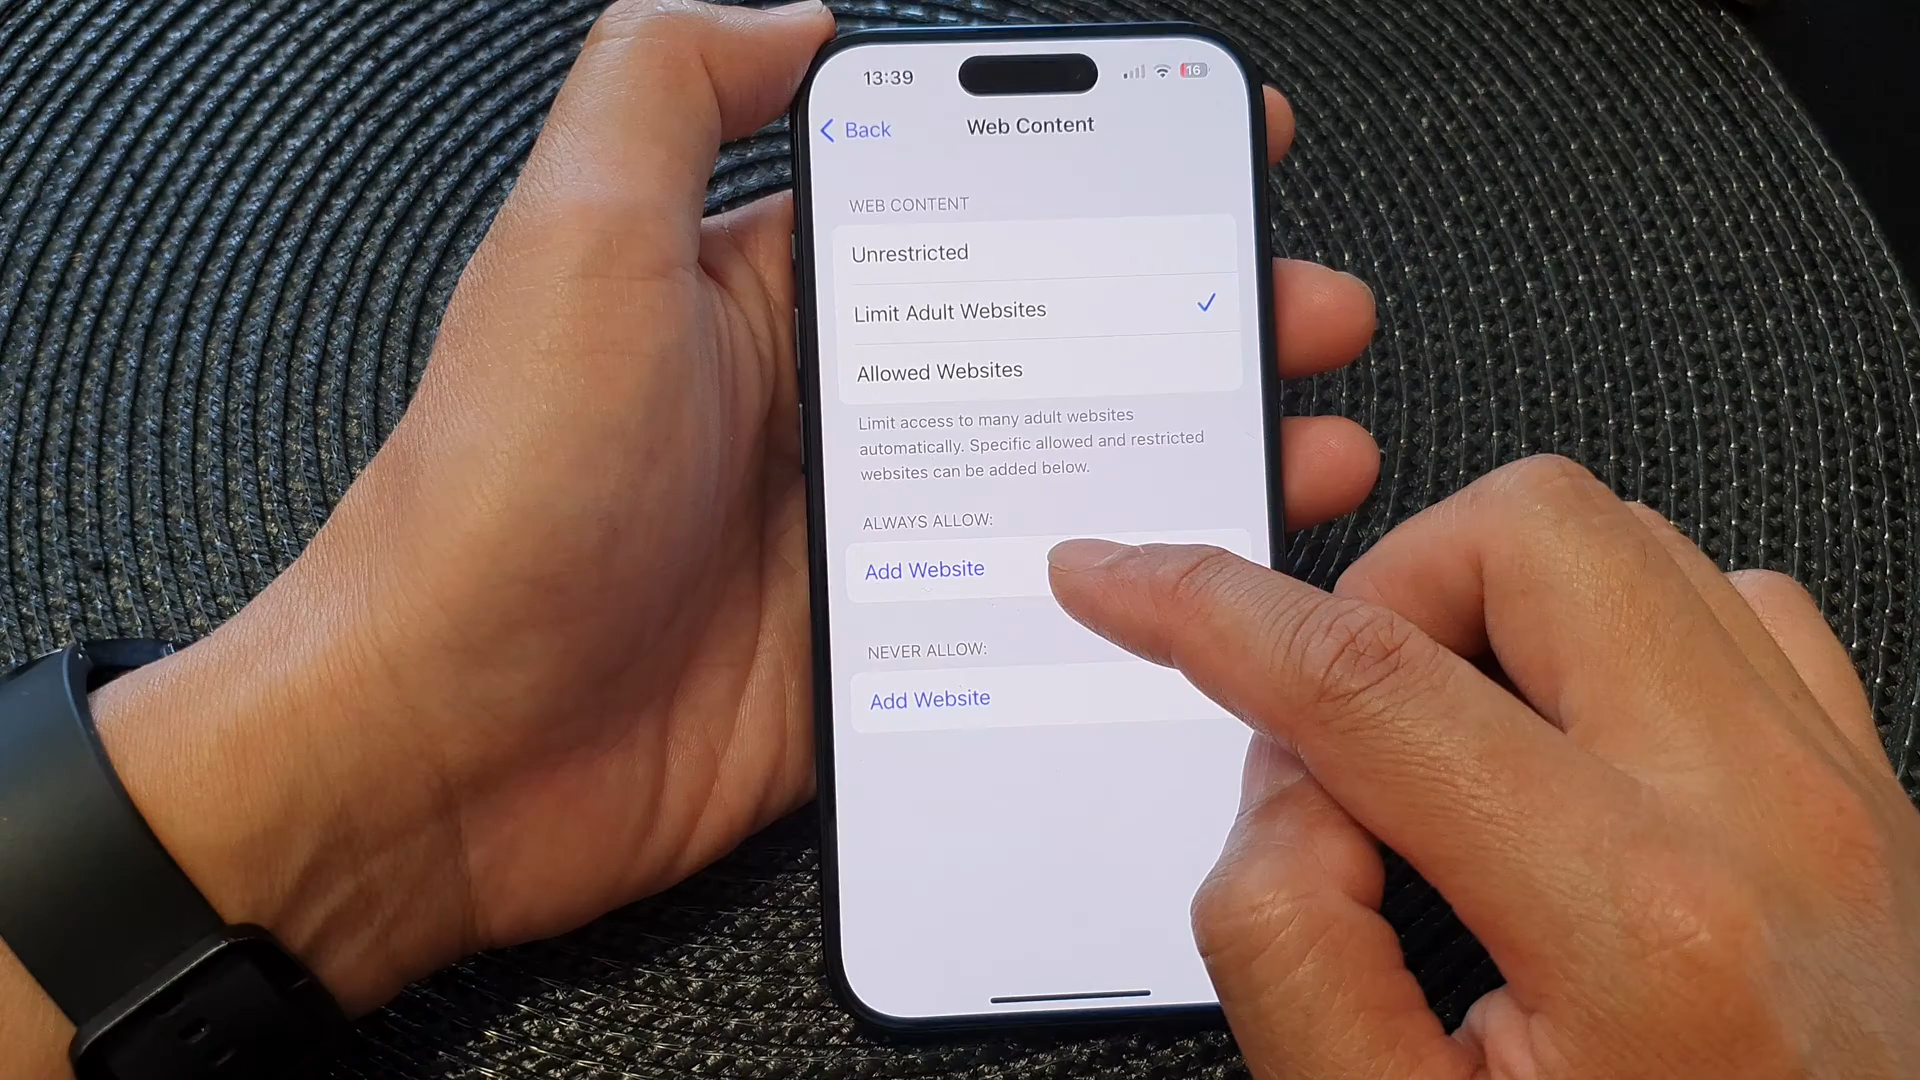 13:39
16
Back
Web Content
WEB CONTENT
Unrestricted
Limit Adult Websites
Allowed Websites
Limit access to many adult websites
automatically. Specific allowed and restricted
websites can be added below.
ALWAYS ALLOW:
Add Website
NEVER ALLOW:
Add Website